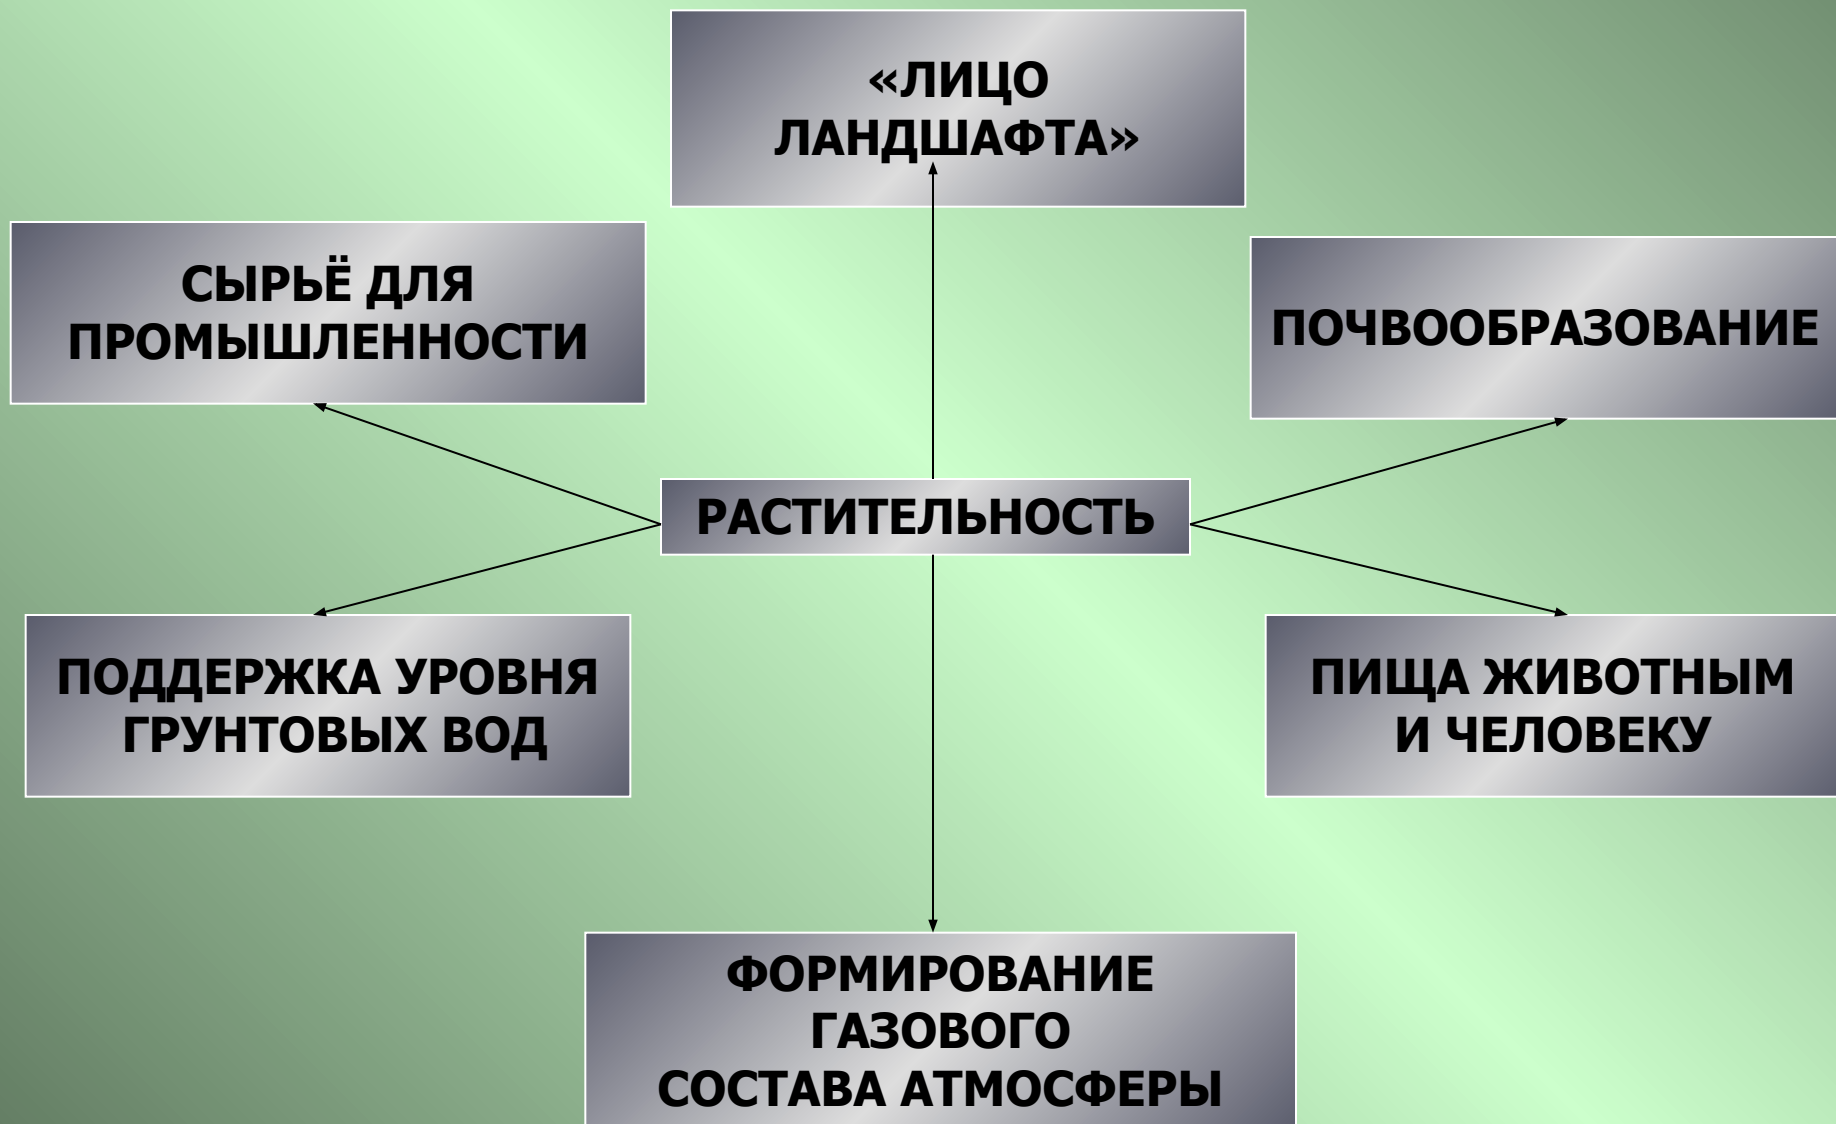 «ЛИЦО
ЛАНДШАФТА»
СЫРЬЁ ДЛЯ
ПРОМЫШЛЕННОСТИ
ПОЧВООБРАЗОВАНИЕ
РАСТИТЕЛЬНОСТЬ
ПОДДЕРЖКА УРОВНЯ
ГРУНТОВЫХ ВОД
ПИЩА ЖИВОТНЫМ
И ЧЕЛОВЕКУ
ФОРМИРОВАНИЕ
ГАЗОВОГО
СОСТАВА АТМОСФЕРЫ